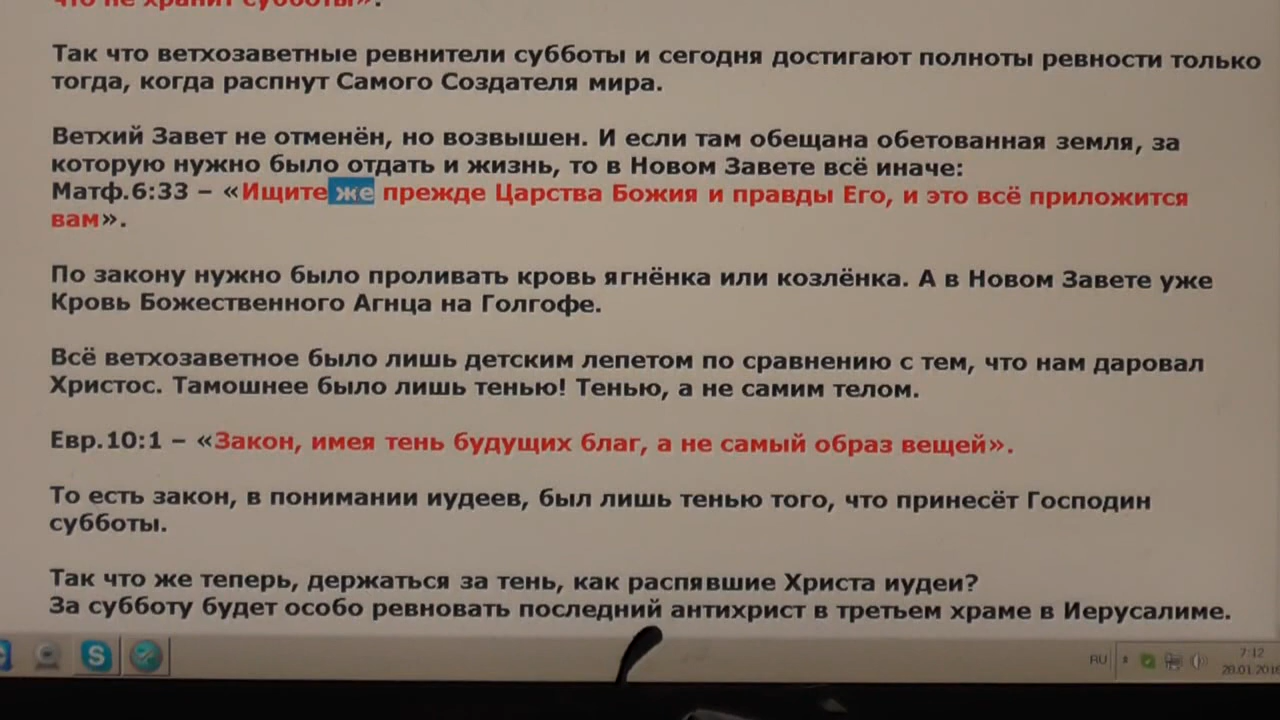 что не хранит субботы».
Так что ветхозаветные ревнители субботы и сегодня достигают полноты ревности только
тогда, когда распнут Самого Создателя мира.
Ветхий Завет не отменён, но возвышен. И если там обещана обетованная земля, за
которую нужно было отдать и жизнь, то в Новом Завете всё иначе:
Матф.6:33 – «Ищите же прежде Царства Божия и правды Его, и это всё приложится
вам».
По закону нужно было проливать кровь ягнёнка или козлёнка. А в Новом Завете уже
Кровь Божественного Агнца на Голгофе.
Всё ветхозаветное было лишь детским лепетом по сравнению с тем, что нам даровал
Христос. Тамошнее было лишь тенью! Тенью, а не самим телом.
Евр.10:1 – «Закон, имея тень будущих благ, а не самый образ вещей».
То есть закон, в понимании иудеев, был лишь тенью того, что принесёт Господин
субботы.
Так что же теперь, держаться за тень, как распявшие Христа иудеи?
За субботу будет особо ревновать последний антихрист в третьем храме в Иерусалиме.
RU
7:12